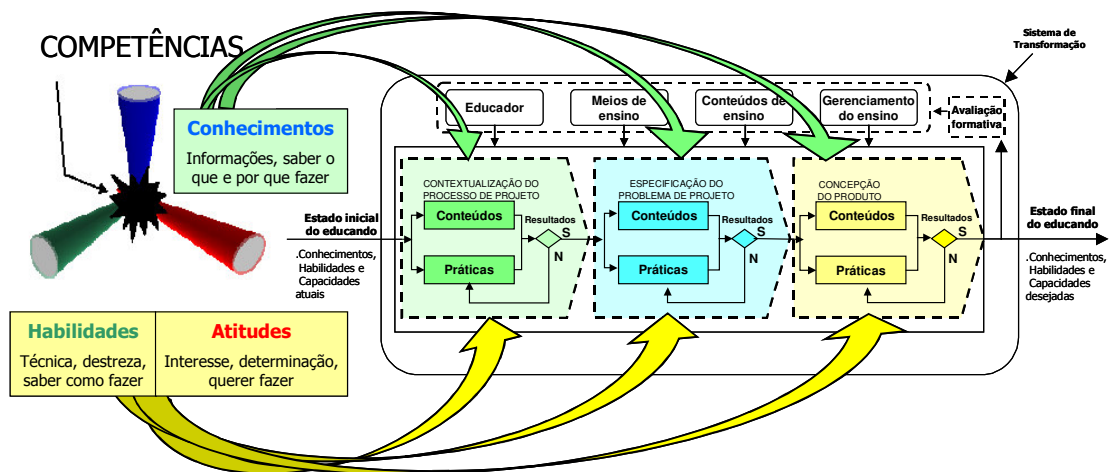 COMPETÊNCIAS
Conhecimentos
Informações, saber o
que e por que fazer
Habilidades
Técnica, destreza,
saber como fazer
Atitudes
Interesse, determinação,
querer fazer
Sistema de
Transformação
Educador
Meios de
ensino
Conteúdos de
ensino
Gerenciamento
do ensino
Avaliação
formativa
Estado inicial
do educando
.Conhecimentos,
Habilidades e
Capacidades
atuais
CONTEXTUALIZAÇÃO DO
PROCESSO DE PROJETO
Conteúdos
Práticas
Resultados
S
N
ESPECIFICAÇÃO DO
PROBLEMA DE PROJETO
Conteúdos
Práticas
Resultados
S
N
CONCEPÇÃO
DO PRODUTO
Conteúdos
Práticas
Resultados
S
N
Estado final
do educando
.Conhecimentos,
Habilidades e
Capacidades
desejadas